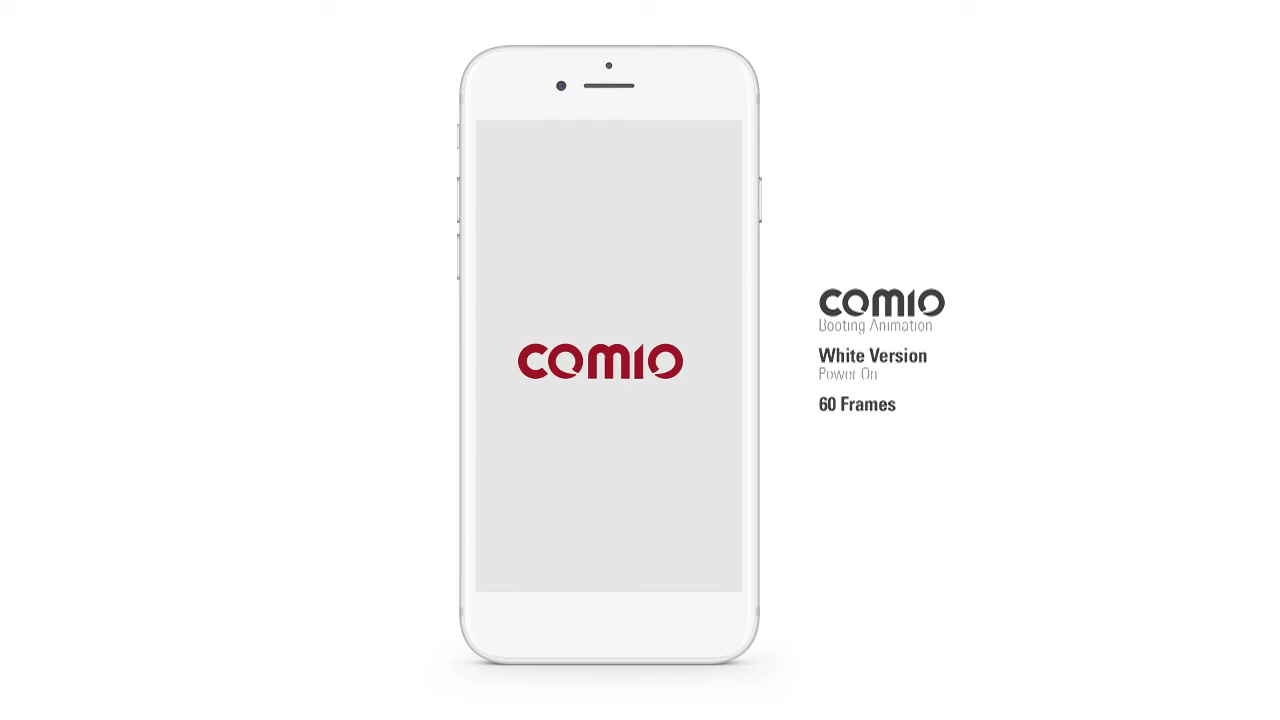 COMIO
COMIO
Booting Animation
White Version
Power On
60 Frames